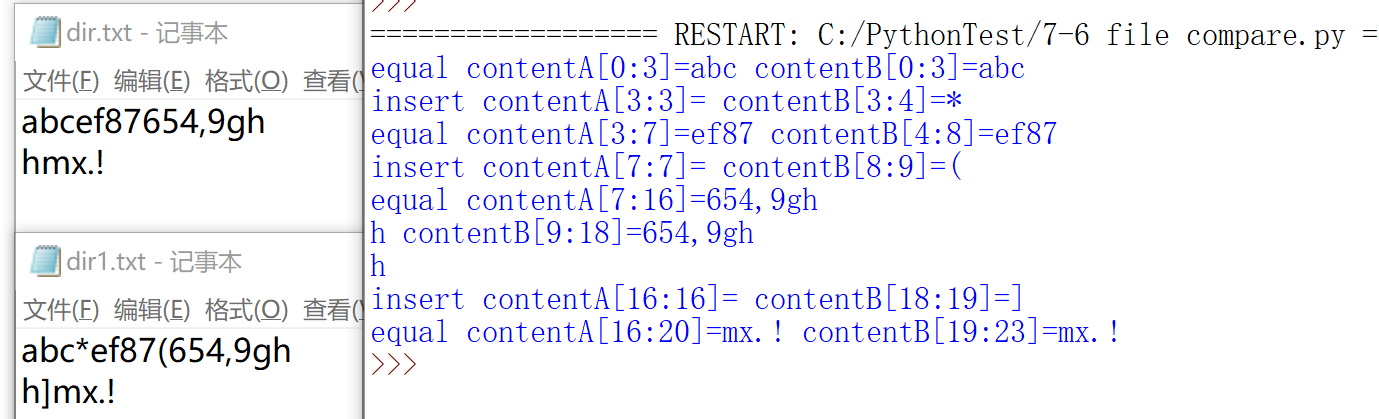 dir.txt - 记事本
文件(F) 编辑(E) 格式(O) 查看(
abcef87654,9gh
hmx.!
dir1.txt - 记事本
文件(F) 编辑(E) 格式(O) 查看(
abc*ef87(654,9gh
h]mx.!
>>>
================== RESTART: C:/PythonTest/7-6 file compare.py =
equal contentA[0:3]=abc contentB[0:3]=abc
insert contentA[3:3]= contentB[3:4]=*
equal contentA[3:7]=ef87 contentB[4:8]=ef87
insert contentA[7:7]= contentB[8:9]=(
equal contentA[7:16]=654,9gh
h contentB[9:18]=654,9gh
h
insert contentA[16:16]= contentB[18:19]=]
equal contentA[16:20]=mx.! contentB[19:23]=mx.!
>>>